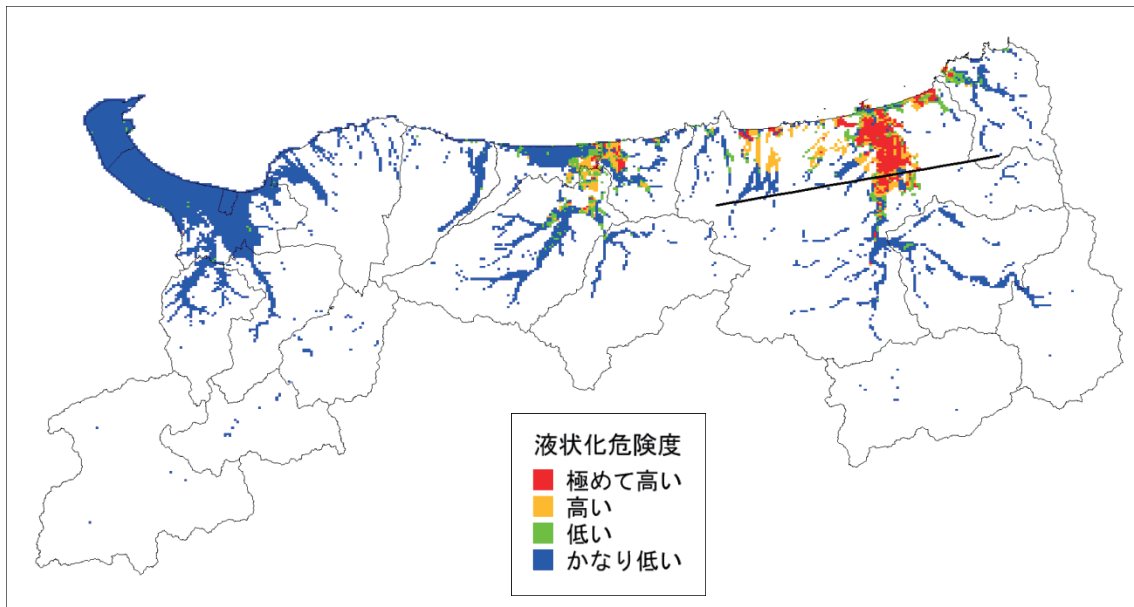 液状化危険度
極めて高い
高い
低い
かなり低い